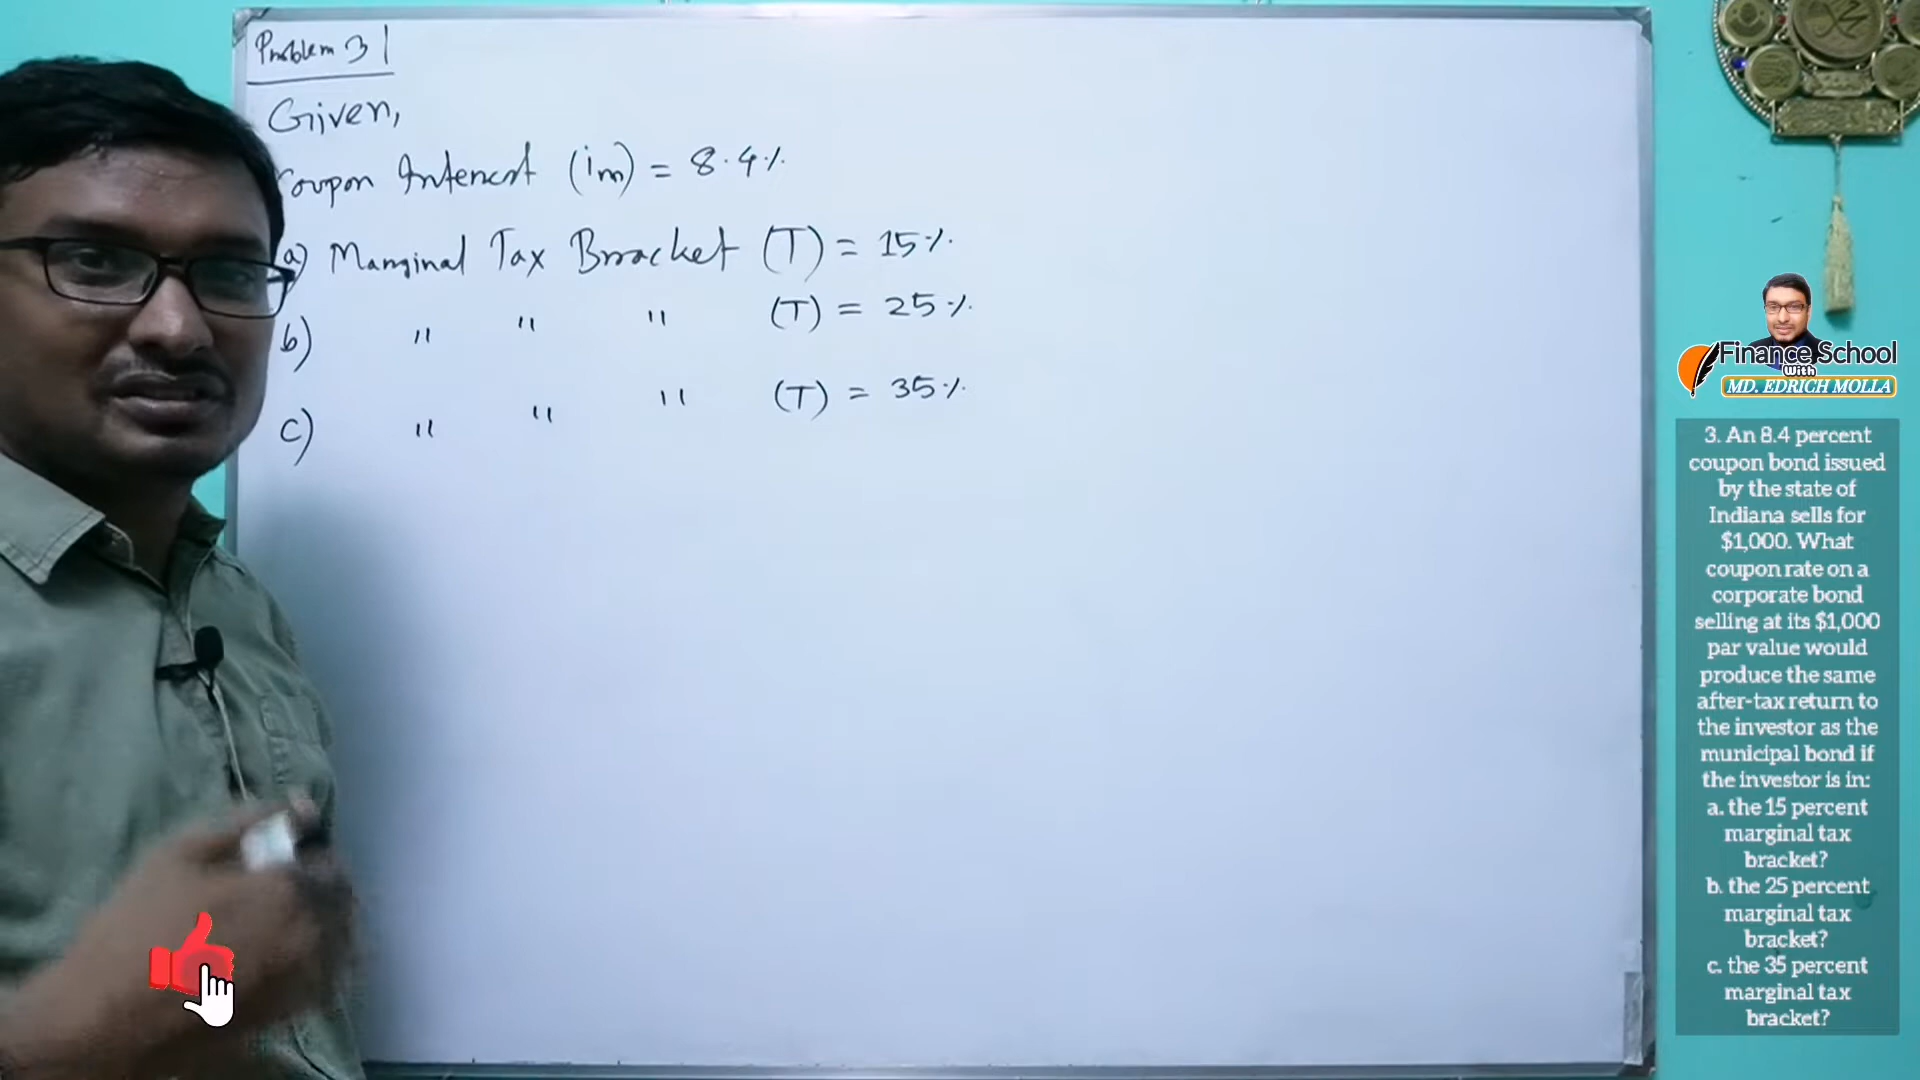 Problem 3
Given,
Coupon Interest (im) = 8.4%
a) Marginal Tax Bracket (T) = 15%
b) " " " (T) = 25%
c) " " " (T) = 35%
Finance School
With
MD. EDRICH MOLLA
3. An 8.4 percent
coupon bond issued
by the state of
Indiana sells for
$1,000. What
coupon rate on a
corporate bond
selling at its $1,000
par value would
produce the same
after-tax return to
the investor as the
municipal bond if
the investor is in:
a. the 15 percent
marginal tax
bracket?
b. the 25 percent
marginal tax
bracket?
c. the 35 percent
marginal tax
bracket?